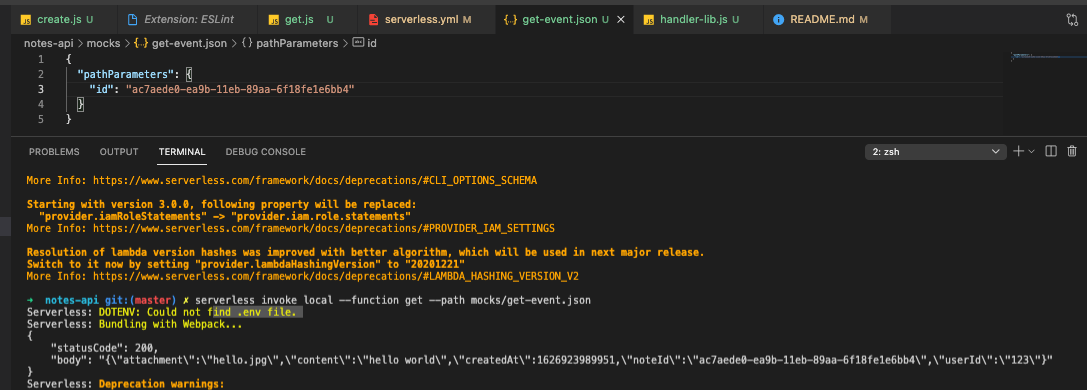 create.js U Extension: ESLint get.js U serverless.yml M get-event.json U handler-lib.js U README.md M
notes-api > mocks > get-event.json > pathParameters > id
1 {
2 "pathParameters": {
3 "id": "ac7aede0-ea9b-11eb-89aa-6f18fe1e6bb4"
4 }
5 }
PROBLEMS OUTPUT TERMINAL DEBUG CONSOLE 2: zsh
More Info: https://www.serverless.com/framework/docs/deprecations/#CLI_OPTIONS_SCHEMA
Starting with version 3.0.0, following property will be replaced:
"provider.iamRoleStatements" -> "provider.iam.role.statements"
More Info: https://www.serverless.com/framework/docs/deprecations/#PROVIDER_IAM_SETTINGS
Resolution of lambda version hashes was improved with better algorithm, which will be used in next major release.
Switch to it now by setting "provider.lambdaHashingVersion" to "20201221"
More Info: https://www.serverless.com/framework/docs/deprecations/#LAMBDA_HASHING_VERSION_V2
→ notes-api git:(master) ✗ serverless invoke local --function get --path mocks/get-event.json
Serverless: DOTENV: Could not find .env file.
Serverless: Bundling with Webpack...
{
"statusCode": 200,
"body": "{\"attachment\":\"hello.jpg\",\"content\":\"hello world\",\"createdAt\":1626923989951,\"noteId\":\"ac7aede0-ea9b-11eb-89aa-6f18fe1e6bb4\",\"userId\":\"123\"}"
}
Serverless: Deprecation warnings: